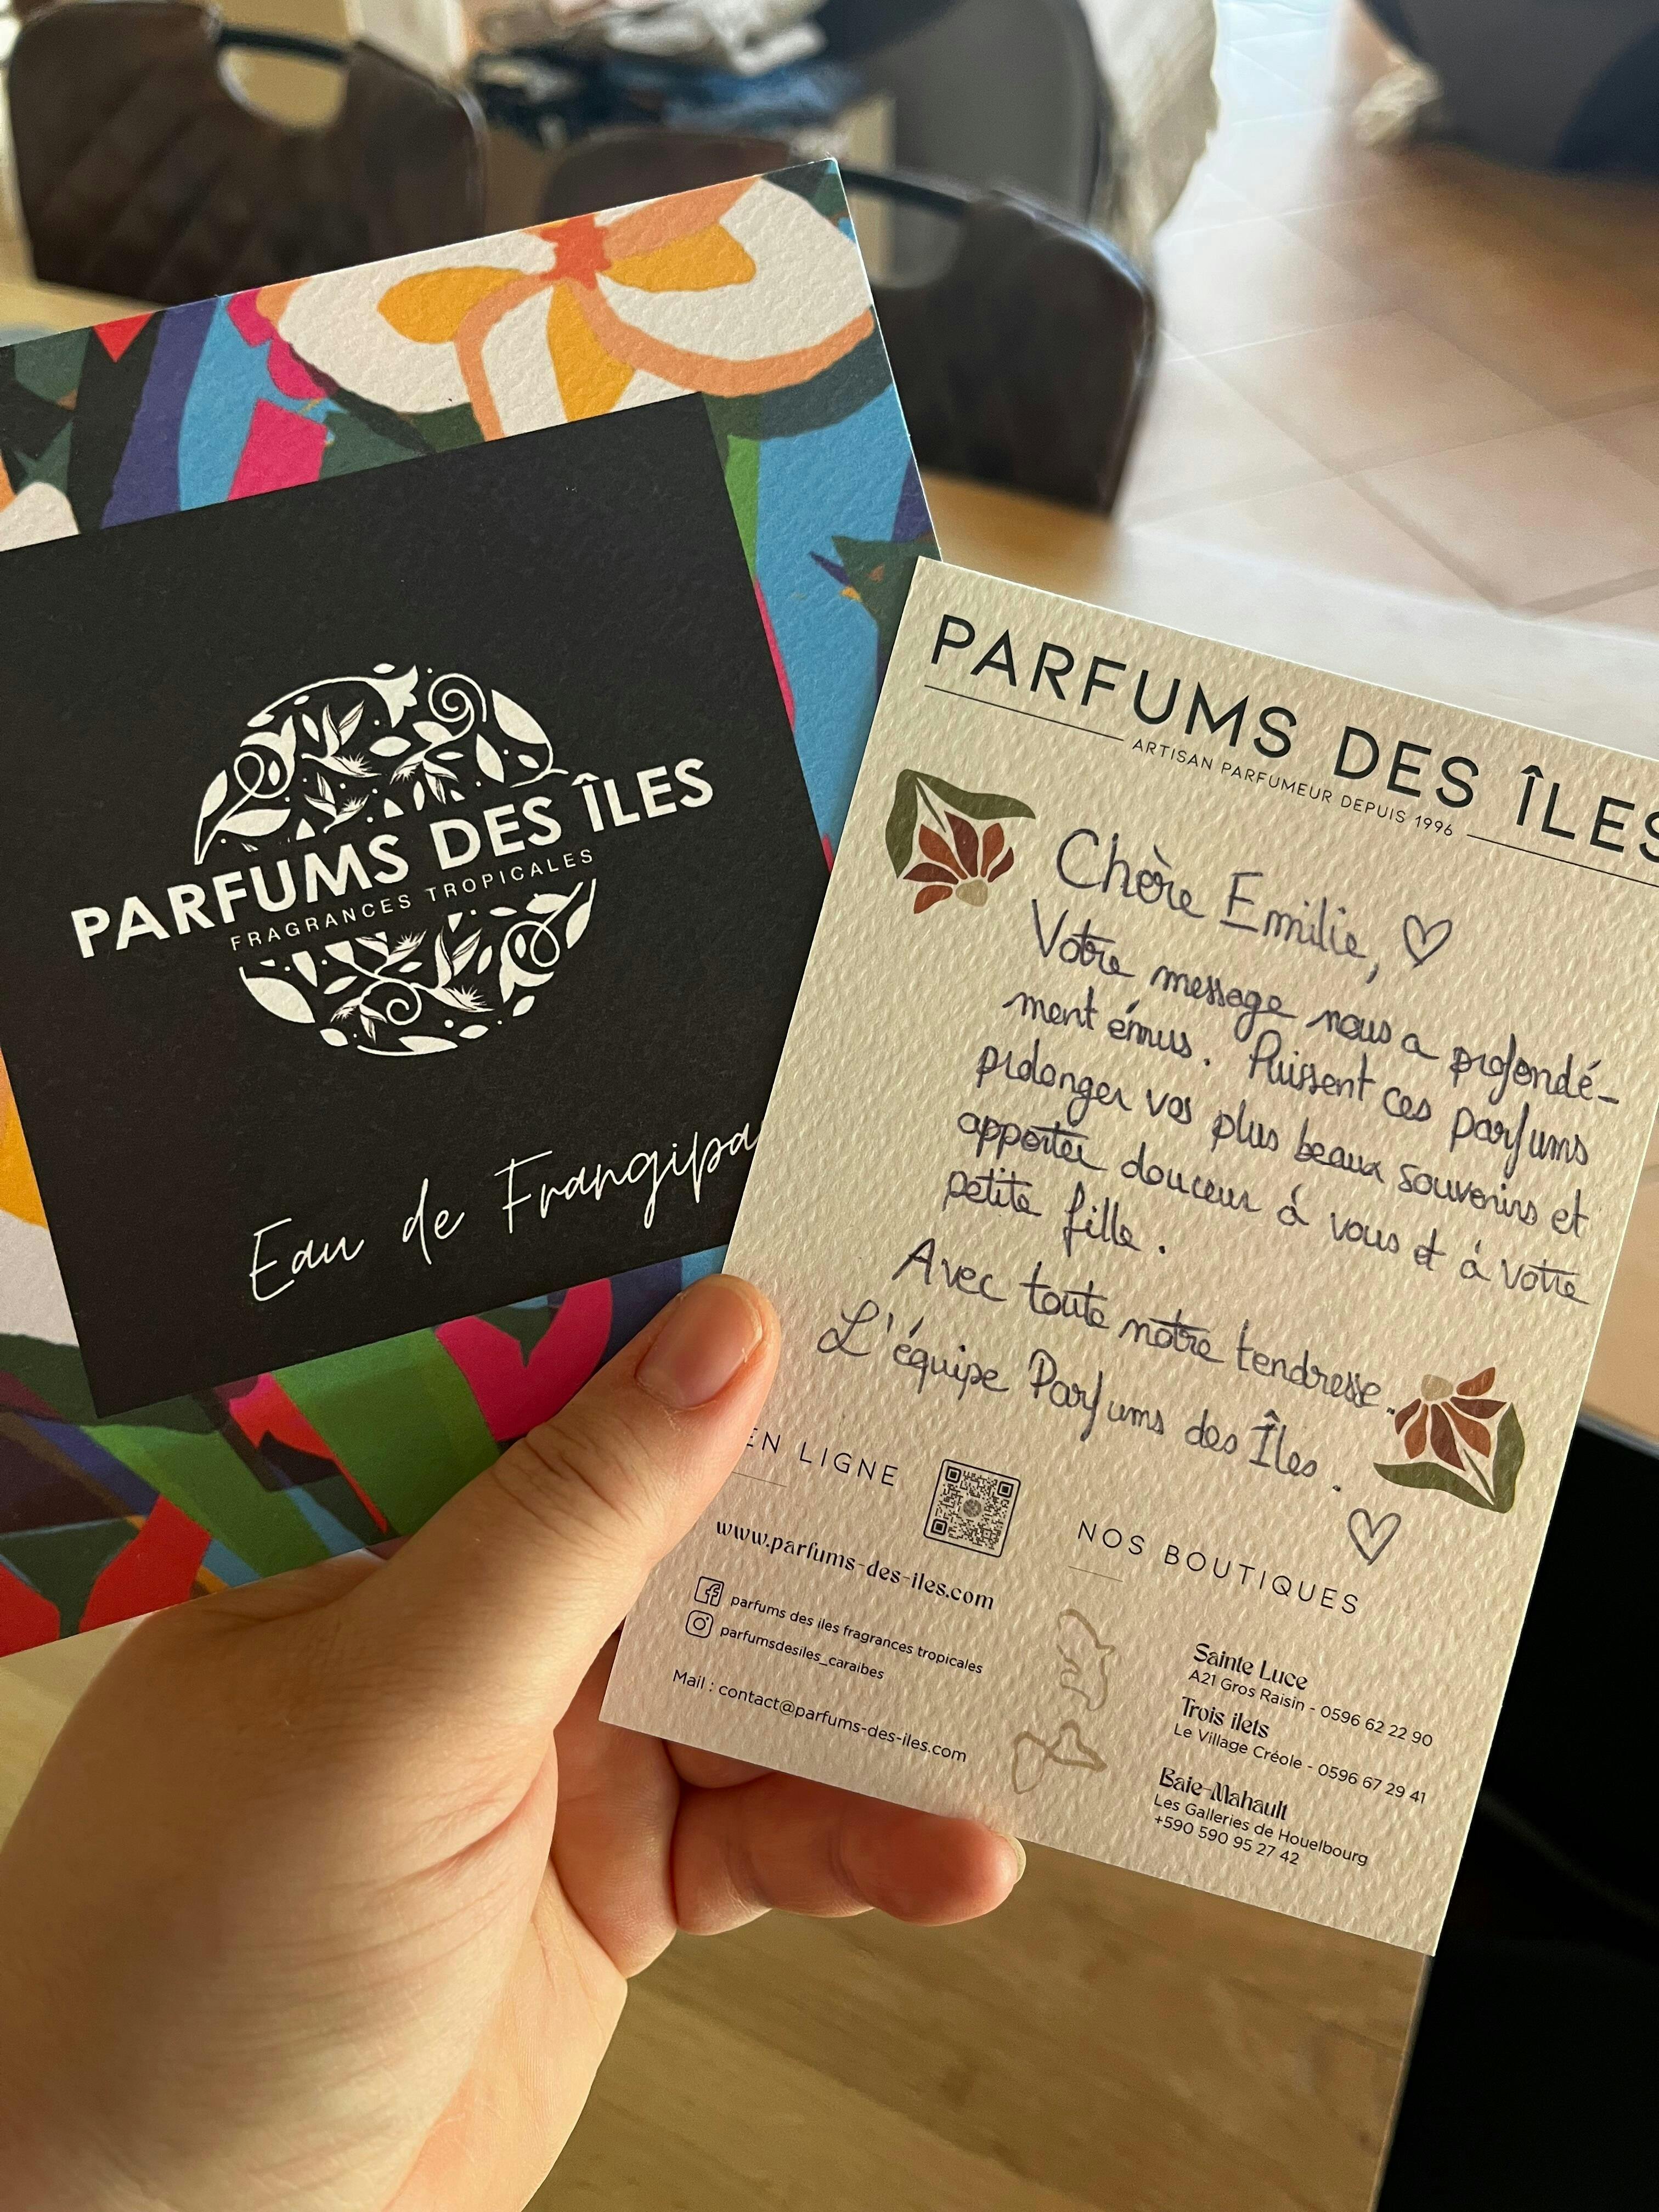 PARFUMS DES ÎLES
FRAGRANCES TROPICALES
Eau de Frangipa
PARFUMS DES ÎLES
ARTISAN PARFUMEUR DEPUIS 1996
Chère Emilie, ♡
Votre message nous a profondé-
ment émus. Puissent ces parfums
prolonger vos plus beaux souvenirs et
apporter douceur à vous et à votre
petite fille.
Avec toute notre tendresse.
L'équipe Parfums des Îles.
♡
EN LIGNE
www.parfums-des-iles.com
parfums des iles fragrances tropicales
parfumsdesiles_caraibes
Mail : contact@parfums-des-iles.com
NOS BOUTIQUES
Sainte Luce
A21 Gros Raisin - 0596 62 22 90
Trois ilets
Le Village Créole - 0596 67 29 41
Baie-Mahault
Les Galleries de Houelbourg
+590 590 95 27 42